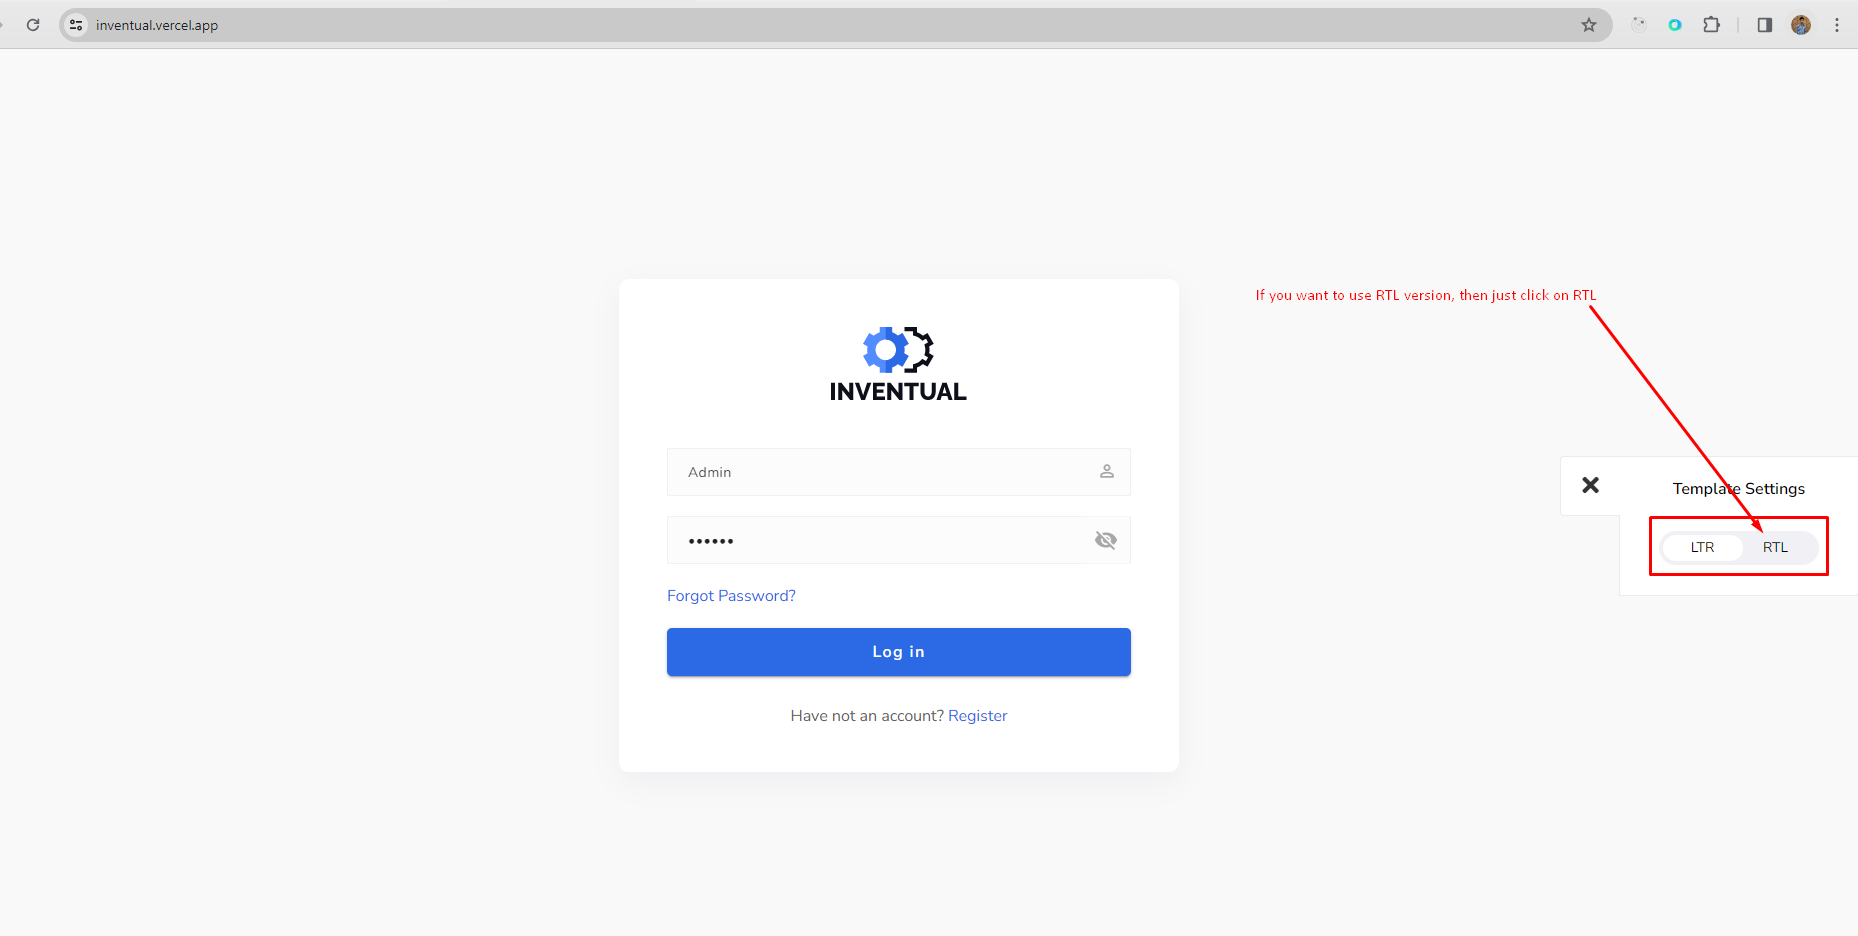 inventual.vercel.app
If you want to use RTL version, then just click on RTL
INVENTUAL
Admin
Template Settings
LTR RTL
••••••
Forgot Password?
Log in
Have not an account? Register